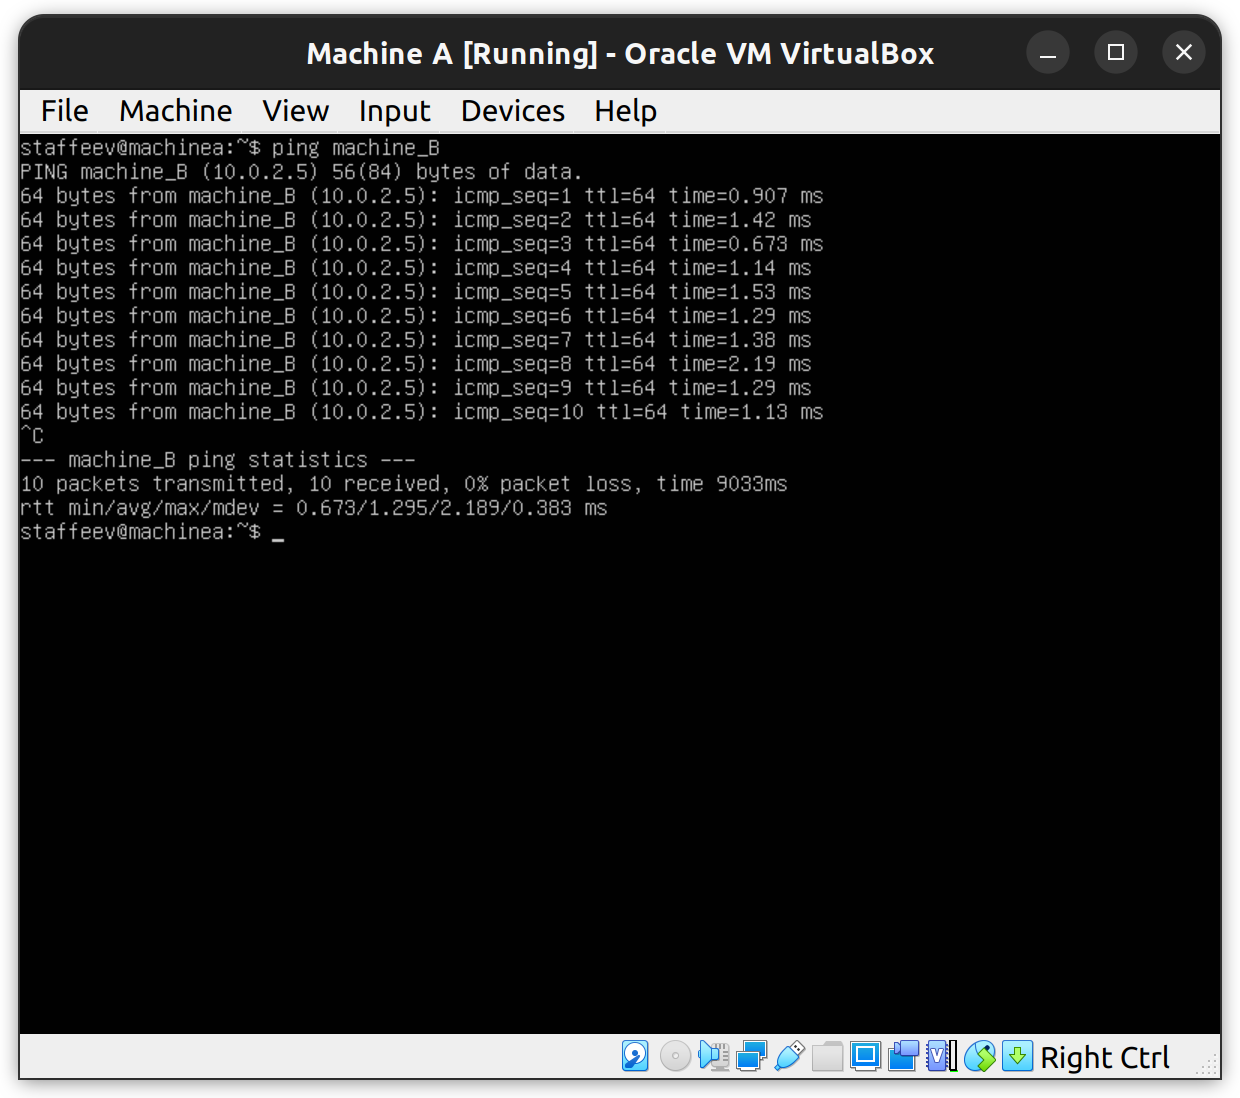 Machine A [Running] - Oracle VM VirtualBox
File Machine View Input Devices Help
staffeev@machinea:~$ ping machine_B
PING machine_B (10.0.2.5) 56(84) bytes of data.
64 bytes from machine_B (10.0.2.5): icmp_seq=1 ttl=64 time=0.907 ms
64 bytes from machine_B (10.0.2.5): icmp_seq=2 ttl=64 time=1.42 ms
64 bytes from machine_B (10.0.2.5): icmp_seq=3 ttl=64 time=0.673 ms
64 bytes from machine_B (10.0.2.5): icmp_seq=4 ttl=64 time=1.14 ms
64 bytes from machine_B (10.0.2.5): icmp_seq=5 ttl=64 time=1.53 ms
64 bytes from machine_B (10.0.2.5): icmp_seq=6 ttl=64 time=1.29 ms
64 bytes from machine_B (10.0.2.5): icmp_seq=7 ttl=64 time=1.38 ms
64 bytes from machine_B (10.0.2.5): icmp_seq=8 ttl=64 time=2.19 ms
64 bytes from machine_B (10.0.2.5): icmp_seq=9 ttl=64 time=1.29 ms
64 bytes from machine_B (10.0.2.5): icmp_seq=10 ttl=64 time=1.13 ms
^C
--- machine_B ping statistics ---
10 packets transmitted, 10 received, 0% packet loss, time 9033ms
rtt min/avg/max/mdev = 0.673/1.295/2.189/0.383 ms
staffeev@machinea:~$ _
Right Ctrl